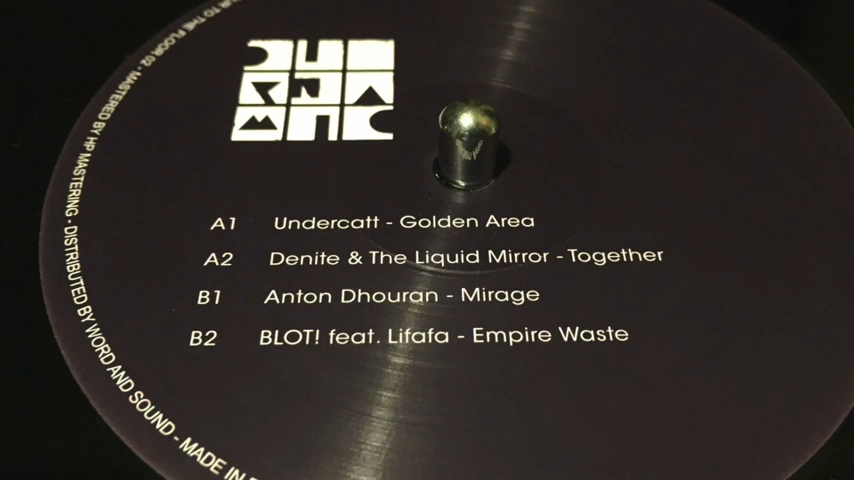 A1 Undercatt - Golden Area
A2 Denite & The Liquid Mirror - Together
B1 Anton Dhouran - Mirage
B2 BLOT! feat. Lifafa - Empire Waste
TO THE FLOOR 02 - MASTERED BY HP MASTERING - DISTRIBUTED BY WORD AND SOUND - MADE IN